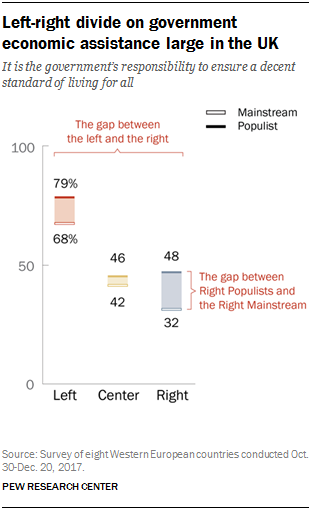 Left-right divide on government
economic assistance large in the UK
It is the government's responsibility to ensure a decent
standard of living for all
Mainstream
Populist
The gap between
the left and the right
100
50
0
79%
68%
46
42
48
32
The gap between
Right Populists and
the Right Mainstream
Left
Center
Right
Source: Survey of eight Western European countries conducted Oct.
30-Dec. 20, 2017.
PEW RESEARCH CENTER